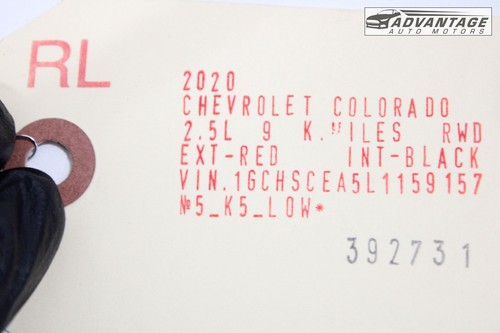 ADVANTAGE
AUTO MOTORS
RL
2020
CHEVROLET COLORADO
2.5L 9 K.MILES RWD
EXT-RED INT-BLACK
VIN.1GCHSCEA5L1159157
№5_K5_LOW*
392731